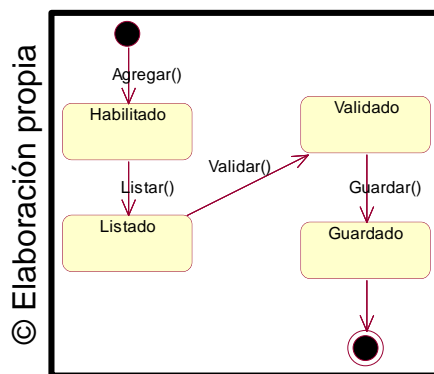 © Elaboración propia
Agregar()
Habilitado
Listar()
Listado
Validar()
Validado
Guardar()
Guardado